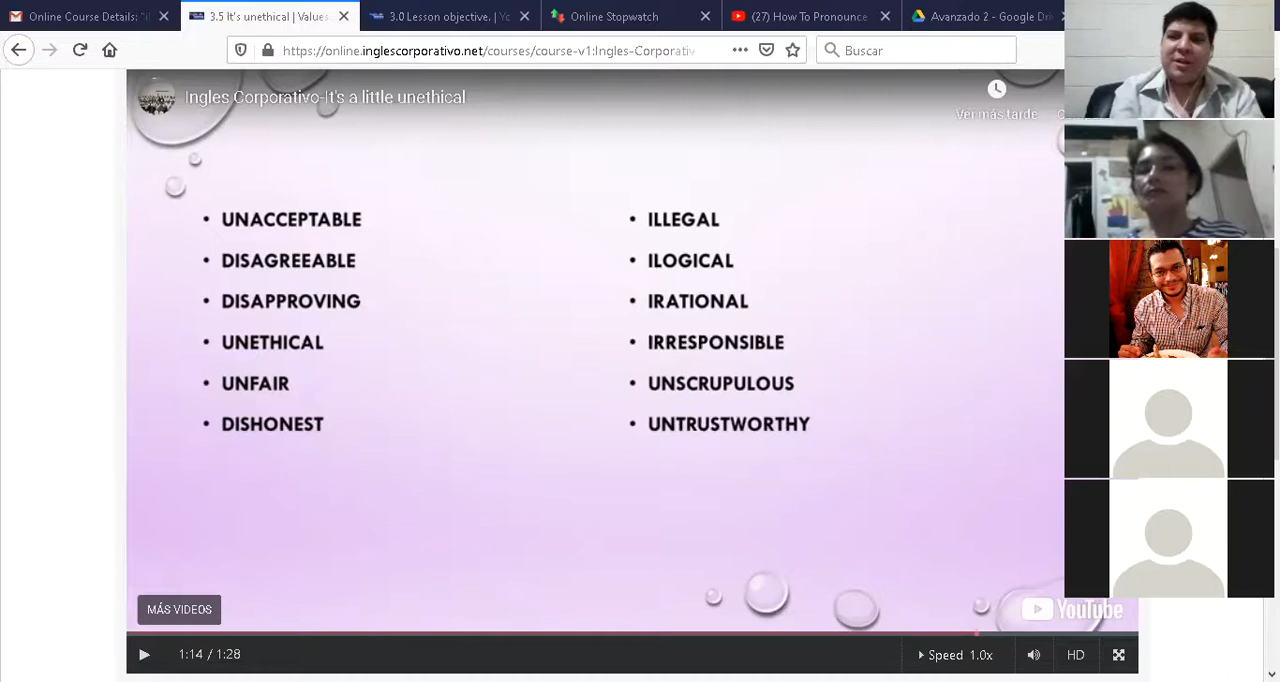 Online Course Details: "i
3.5 It's unethical | Values
3.0 Lesson objective. | Yo
Online Stopwatch
(27) How To Pronounce
Avanzado 2 - Google Dri
https://online.inglescorporativo.net/courses/course-v1:Ingles-Corporativ
Buscar
Ingles Corporativo-It's a little unethical
Ver más tarde
• UNACCEPTABLE
• DISAGREEABLE
• DISAPPROVING
• UNETHICAL
• UNFAIR
• DISHONEST
• ILLEGAL
• ILOGICAL
• IRATIONAL
• IRRESPONSIBLE
• UNSCRUPULOUS
• UNTRUSTWORTHY
MÁS VIDEOS
YouTube
1:14 / 1:28
Speed 1.0x
HD